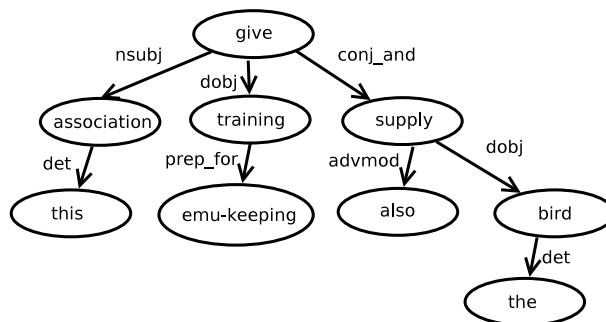 give
nsubj dobj conj_and
association training supply
det prep_for advmod dobj
this emu-keeping also bird
det
the